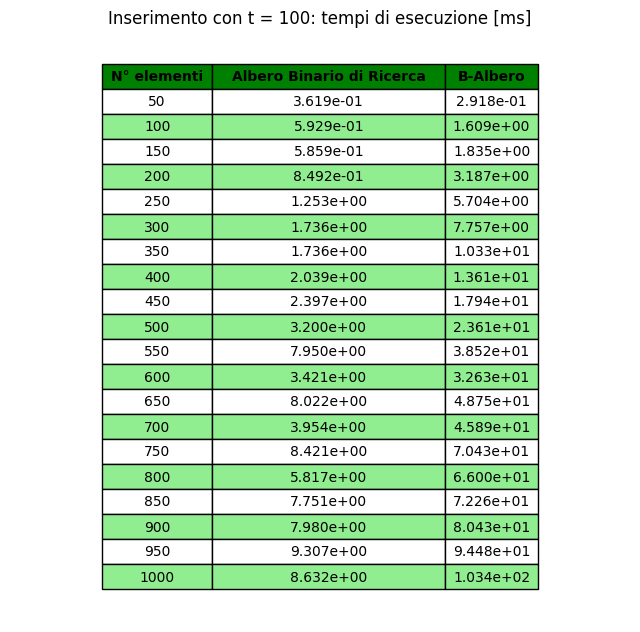 Inserimento con t = 100: tempi di esecuzione [ms]
N° elementi Albero Binario di Ricerca B-Albero
50 3.619e-01 2.918e-01
100 5.929e-01 1.609e+00
150 5.859e-01 1.835e+00
200 8.492e-01 3.187e+00
250 1.253e+00 5.704e+00
300 1.736e+00 7.757e+00
350 1.736e+00 1.033e+01
400 2.039e+00 1.361e+01
450 2.397e+00 1.794e+01
500 3.200e+00 2.361e+01
550 7.950e+00 3.852e+01
600 3.421e+00 3.263e+01
650 8.022e+00 4.875e+01
700 3.954e+00 4.589e+01
750 8.421e+00 7.043e+01
800 5.817e+00 6.600e+01
850 7.751e+00 7.226e+01
900 7.980e+00 8.043e+01
950 9.307e+00 9.448e+01
1000 8.632e+00 1.034e+02